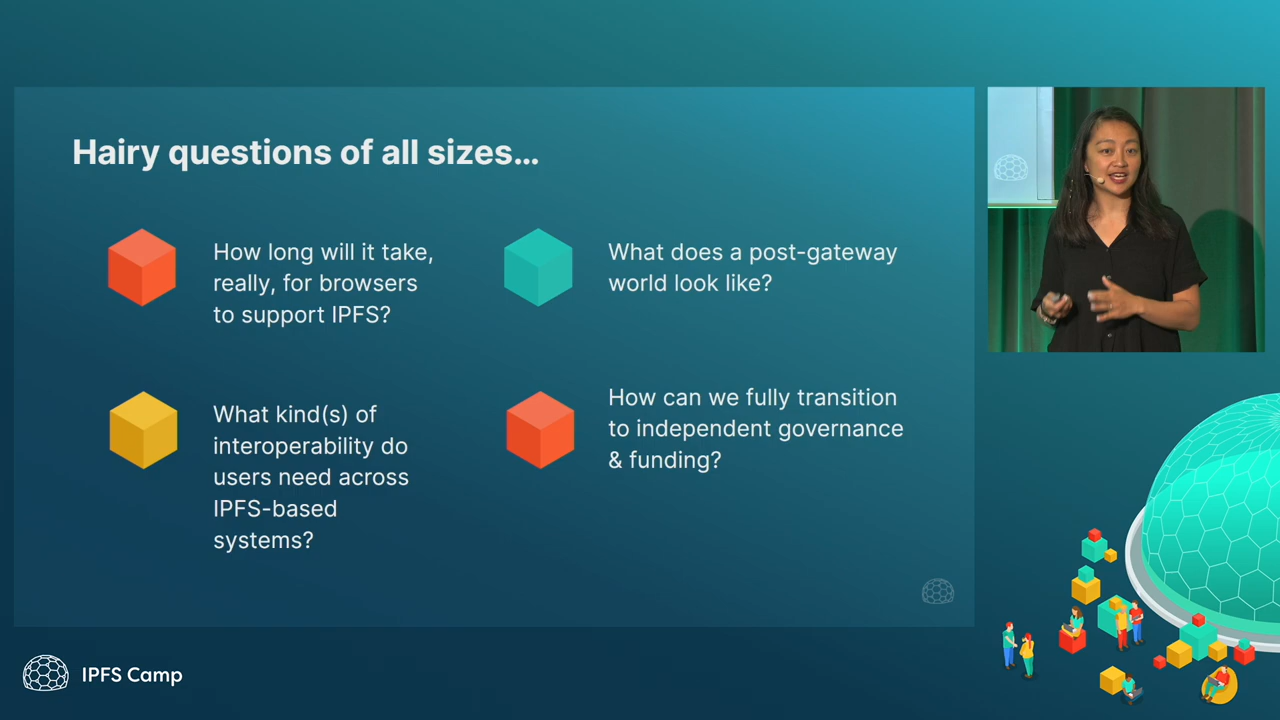 Hairy questions of all sizes...
How long will it take,
really, for browsers
to support IPFS?
What does a post-gateway
world look like?
What kind(s) of
interoperability do
users need across
IPFS-based
systems?
How can we fully transition
to independent governance
& funding?
IPFS Camp